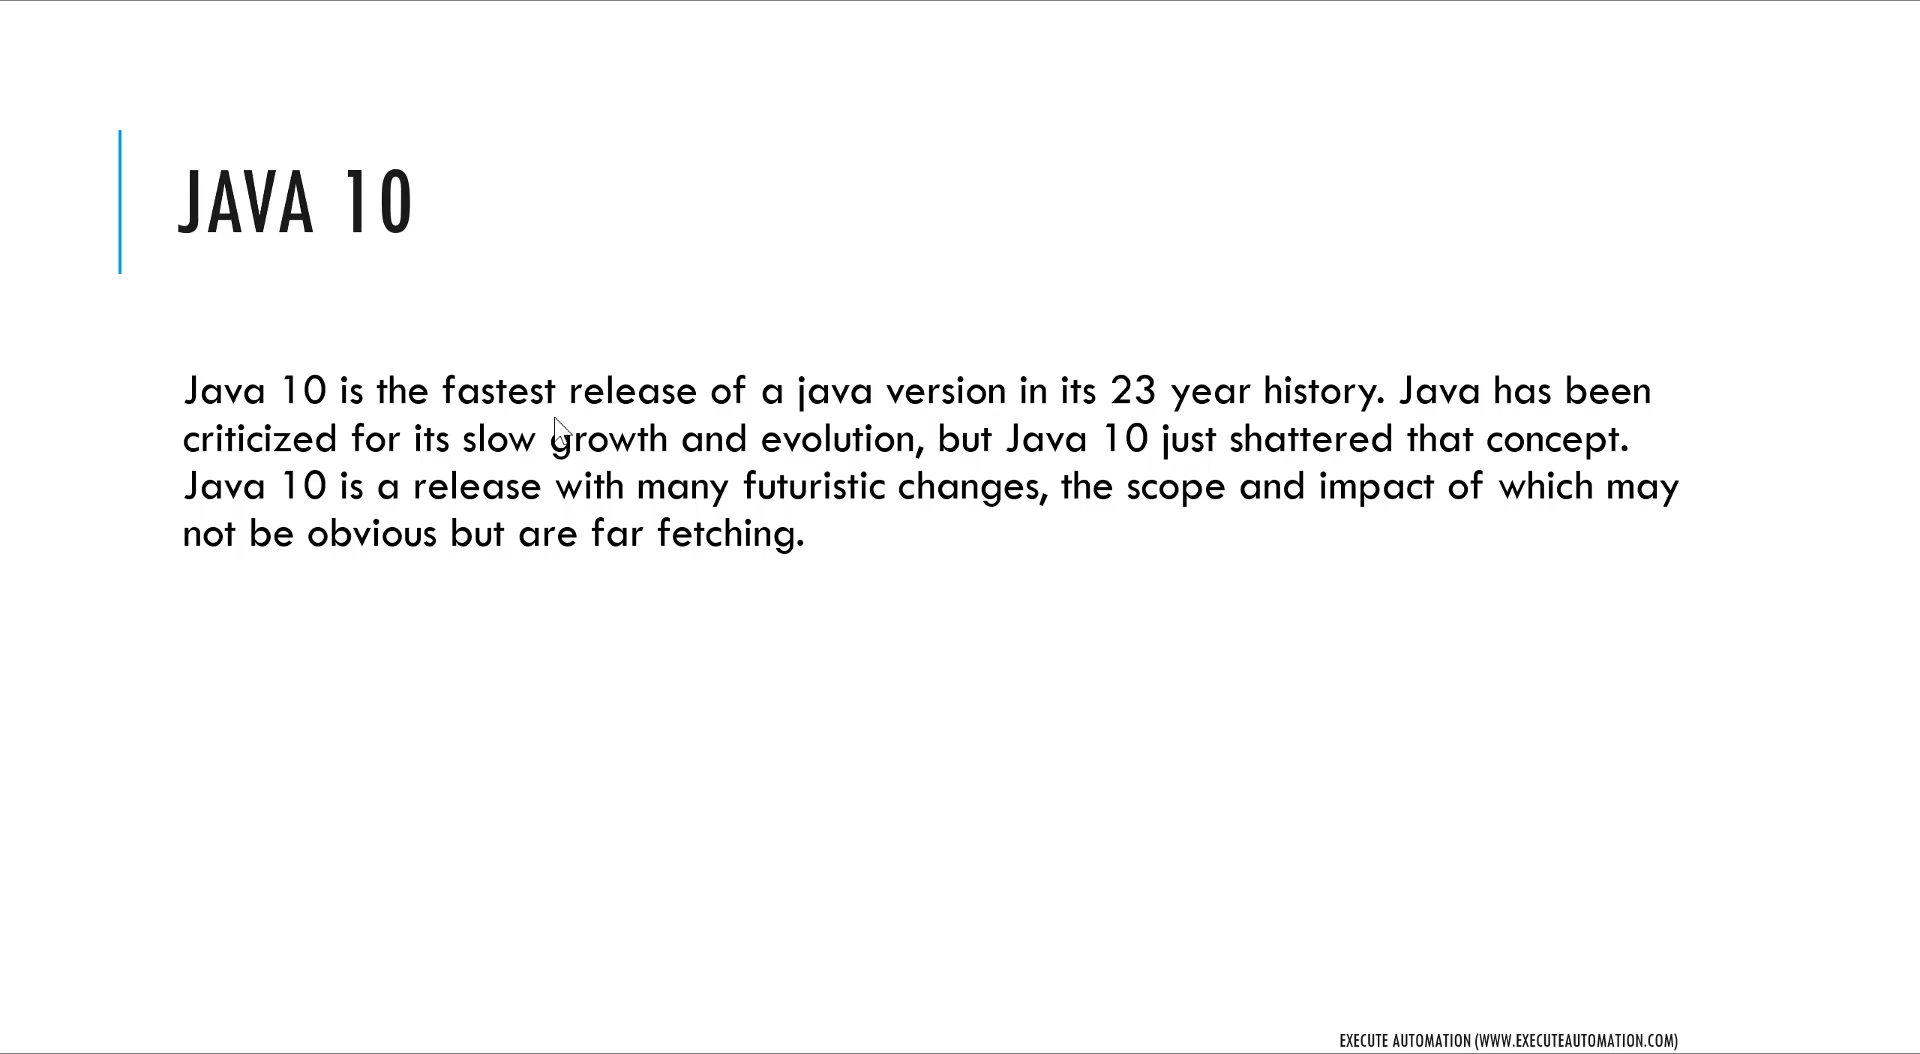 JAVA 10
Java 10 is the fastest release of a java version in its 23 year history. Java has been
criticized for its slow growth and evolution, but Java 10 just shattered that concept.
Java 10 is a release with many futuristic changes, the scope and impact of which may
not be obvious but are far fetching.
EXECUTE AUTOMATION (WWW.EXECUTEAUTOMATION.COM)